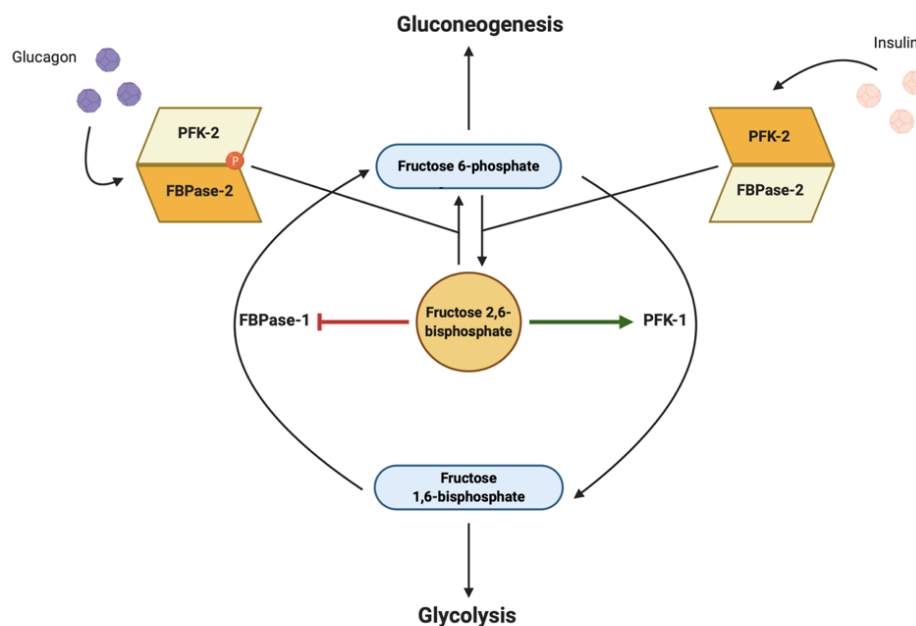 Gluconeogenesis
Glucagon
Insulin
PFK-2
P
FBPase-2
Fructose 6-phosphate
PFK-2
FBPase-2
FBPase-1
Fructose 2,6-
bisphosphate
PFK-1
Fructose
1,6-bisphosphate
Glycolysis